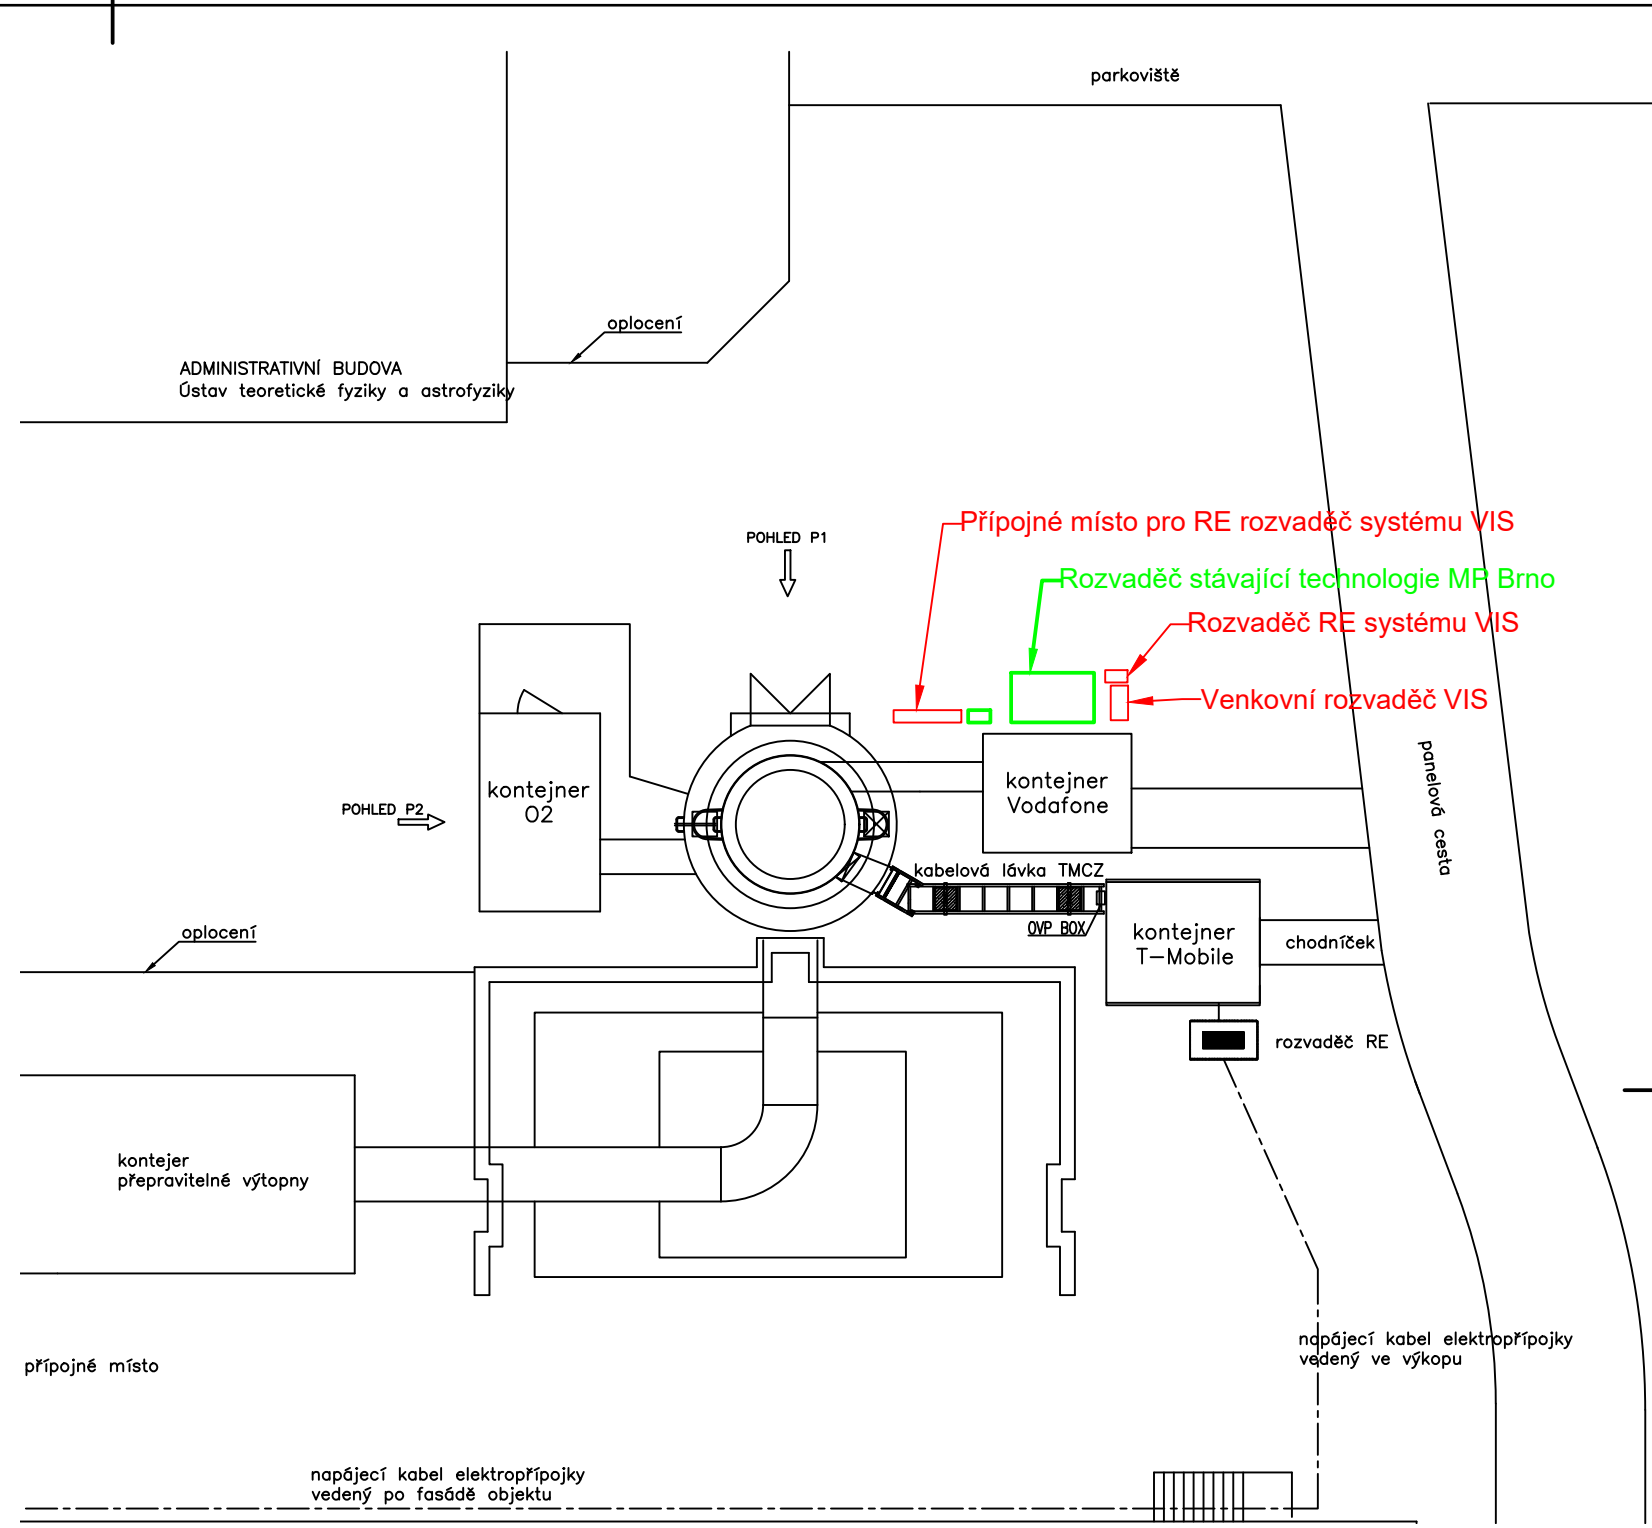 parkoviště
oplocení
ADMINISTRATIVNÍ BUDOVA
Ústav teoretické fyziky a astrofyziky
Přípojné místo pro RE rozvaděč systému VIS
POHLED P1
Rozvaděč stávající technologie MP Brno
Rozvaděč RE systému VIS
Venkovní rozvaděč VIS
kontejner
O2
kontejner
Vodafone
panelová cesta
POHLED P2
kabelová lávka TMCZ
OVP BOX
kontejner
T-Mobile
chodníček
oplocení
rozvaděč RE
kontejer
přepravitelné výtopny
napájecí kabel elektropřípojky
vedený ve výkopu
přípojné místo
napájecí kabel elektropřípojky
vedený po fasádě objektu